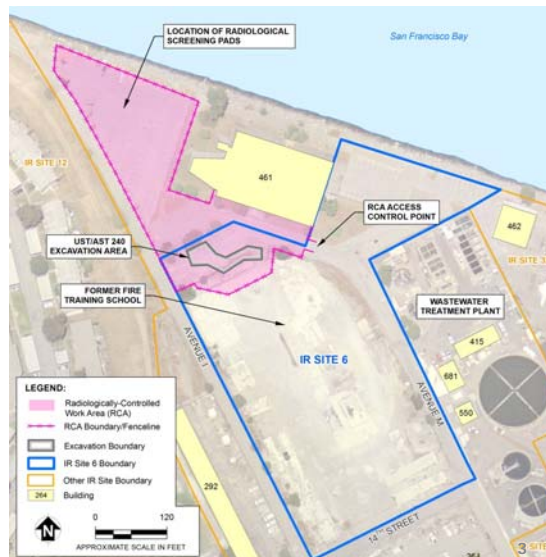 LOCATION OF RADIOLOGICAL
SCREENING PADS
San Francisco Bay
IR SITE 12
461
RCA ACCESS
CONTROL POINT
462
UST/AST 240
EXCAVATION AREA
IR SITE 3
FORMER FIRE
TRAINING SCHOOL
WASTEWATER
TREATMENT PLANT
IR SITE 6
AVENUE I
AVENUE M
415
681
550
LEGEND:
Radiologically-Controlled
Work Area (RCA)
RCA Boundary/Fenceline
Excavation Boundary
IR Site 6 Boundary
Other IR Site Boundary
264 Building
292
N
0 120
APPROXIMATE SCALE IN FEET
14TH STREET
264
3 SITE